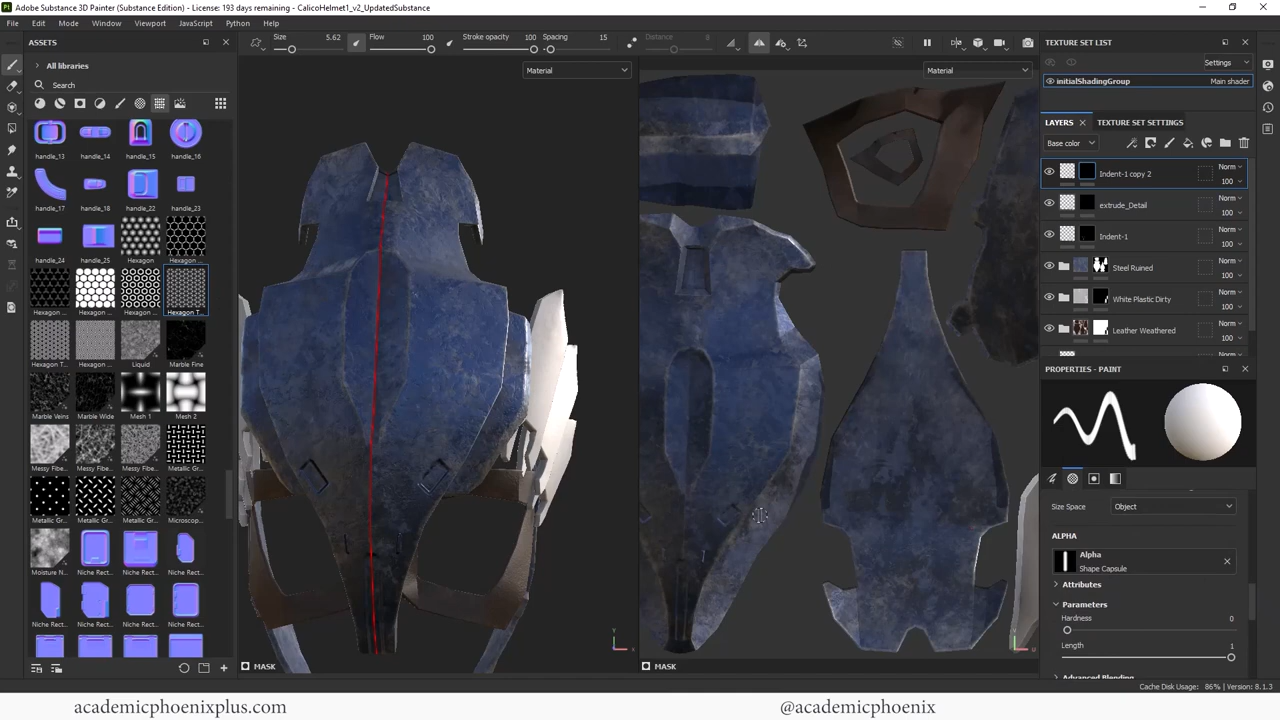 Adobe Substance 3D Painter (Substance Edition) - License: 193 days remaining - CalicoHelmet1_v2_UpdatedSubstance
File Edit Mode Window Viewport JavaScript Python Help
Size 5.62 Flow 100 Stroke opacity 100 Spacing 15 Distance 8
ASSETS
All libraries
Search
handle_13 handle_14 handle_15 handle_16
handle_17 handle_18 handle_22 handle_23
handle_24 handle_25 Hexagon Hexagon ...
Hexagon ... Hexagon ... Hexagon ... Hexagon T...
Hexagon T... Hexagon ... Liquid Marble Fine
Marble Veins Marble Wide Mesh 1 Mesh 2
Messy Fibe... Messy Fibe... Messy Fibe... Metallic Gr...
Metallic Gr... Metallic Gr... Metallic Gr... Microscop...
Moisture N... Niche Rect... Niche Rect... Niche Rect...
Niche Rect... Niche Rect... Niche Rect... Niche Rect...
Material
Material
MASK
MASK
TEXTURE SET LIST
Settings
initialShadingGroup Main shader
LAYERS TEXTURE SET SETTINGS
Base color
Indent-1 copy 2 Norm 100
extrude_Detail Norm 100
Indent-1 Norm 100
Steel Ruined Norm 100
White Plastic Dirty Norm 100
Leather Weathered Norm 100
PROPERTIES - PAINT
Size Space Object
ALPHA
Alpha
Shape Capsule
Attributes
Parameters
Hardness 0
Length 1
Advanced Blending
Cache Disk Usage: 86% | Version: 8.1.3
academicphoenixplus.com
@academicphoenix